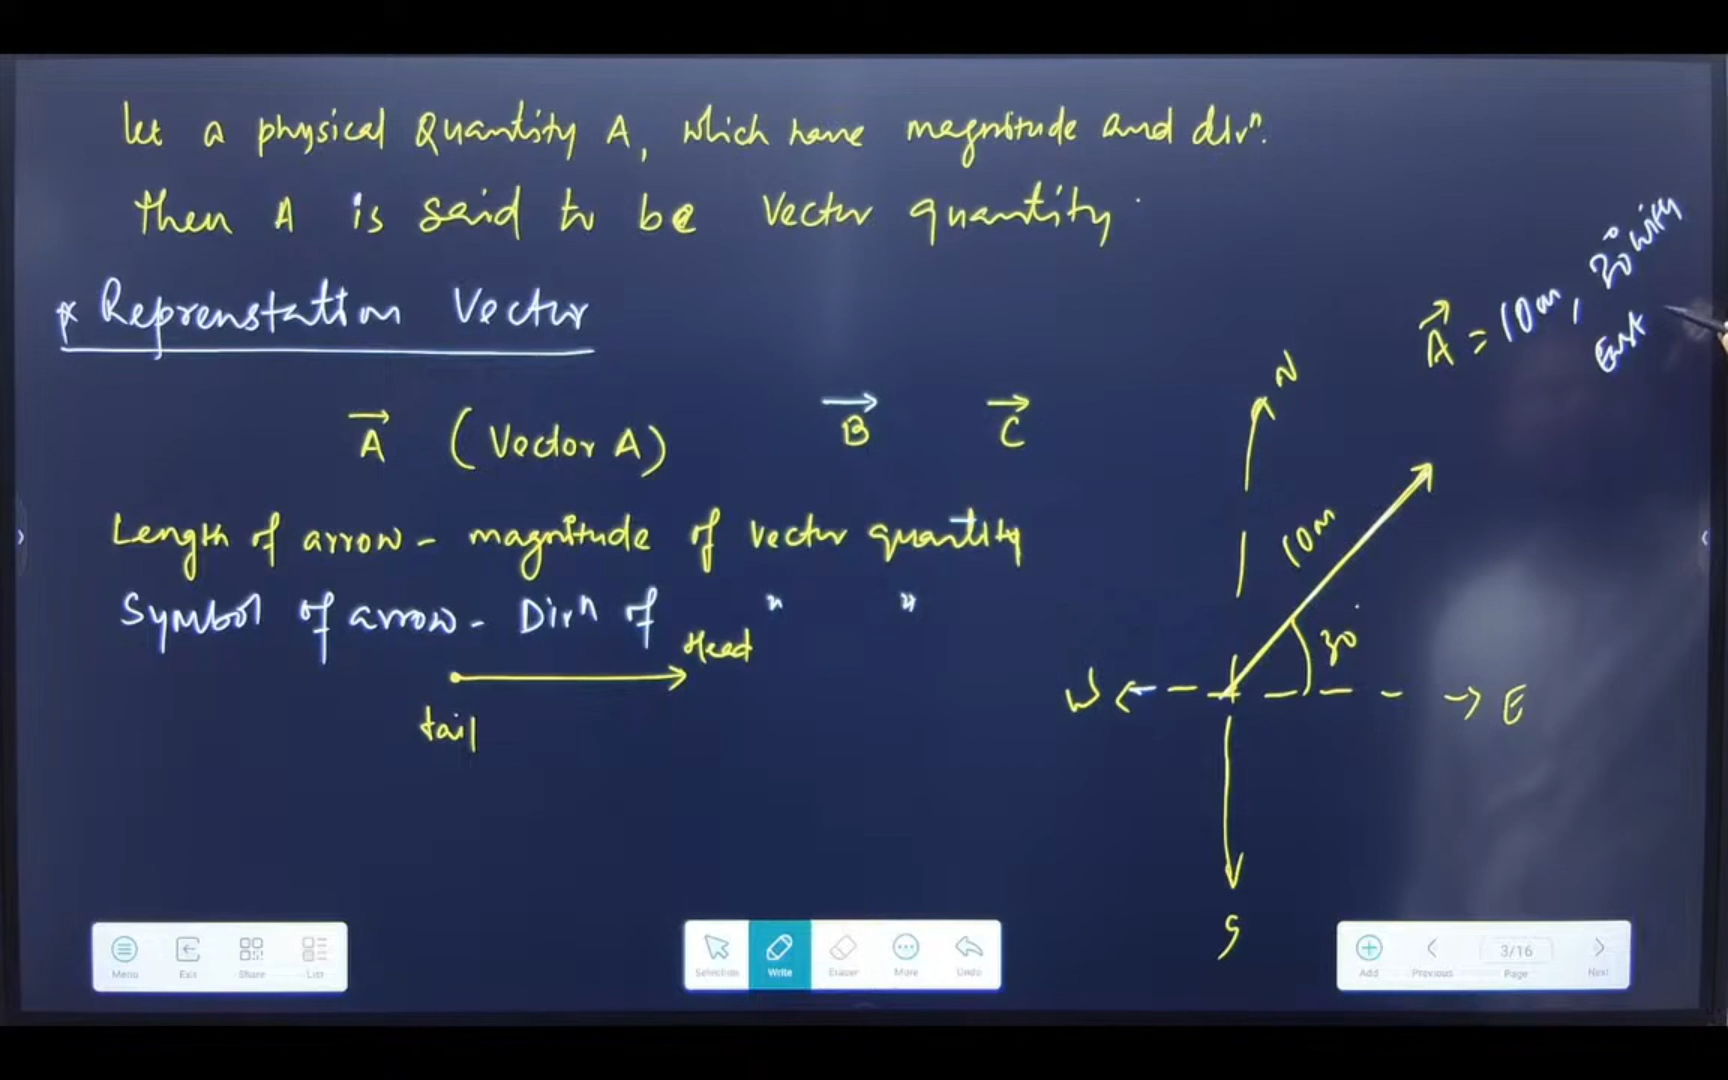 Let a physical Quantity A, which have magnitude and dirⁿ.
Then A is said to be Vector quantity.
* Reprenstation Vector
A⃗ (Vector A) B⃗ C⃗
Length of arrow - magnitude of vector quantity
Symbol of arrow - Dirⁿ of " "
Head
tail
A⃗ = 10m, 30° with
East
N
10m
30°
W
E
S
Menu
Exit
Share
List
Selection
Write
Eraser
More
Undo
Add
Previous
3/16
Page
Next